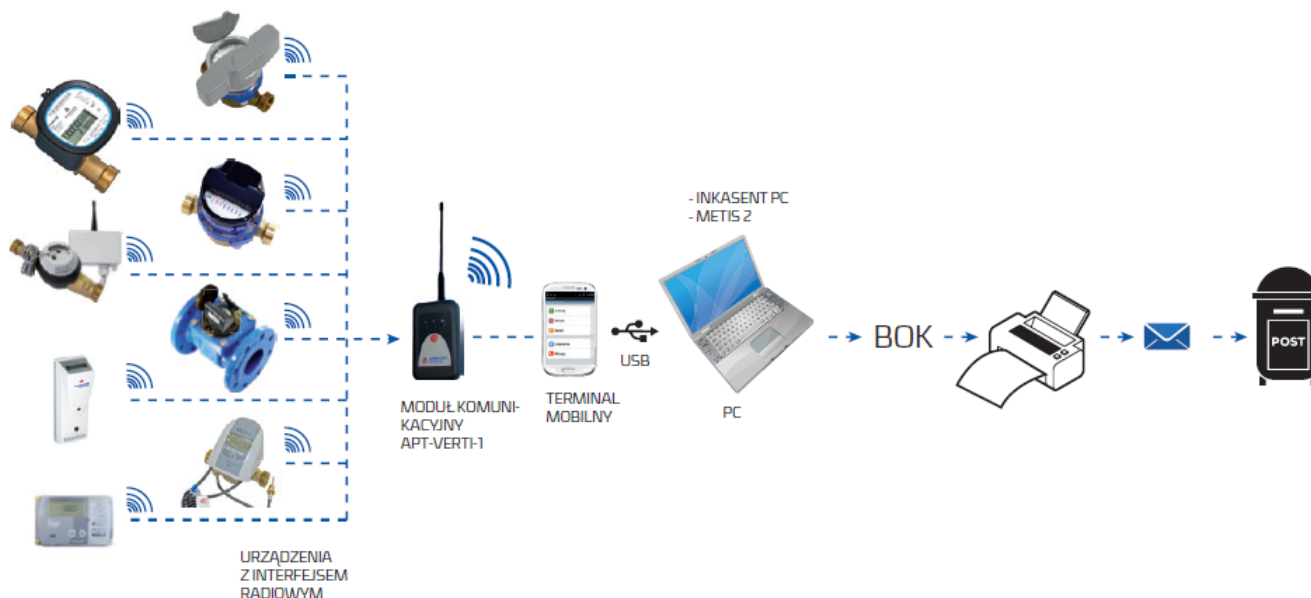 - INKASENT PC
- METIS 2
USB
PC
MODUŁ KOMUNI-
KACYJNY
APT-VERTI-1
TERMINAL
MOBILNY
BOK
POST
URZĄDZENIA
Z INTERFEJSEM
RADIOWYM